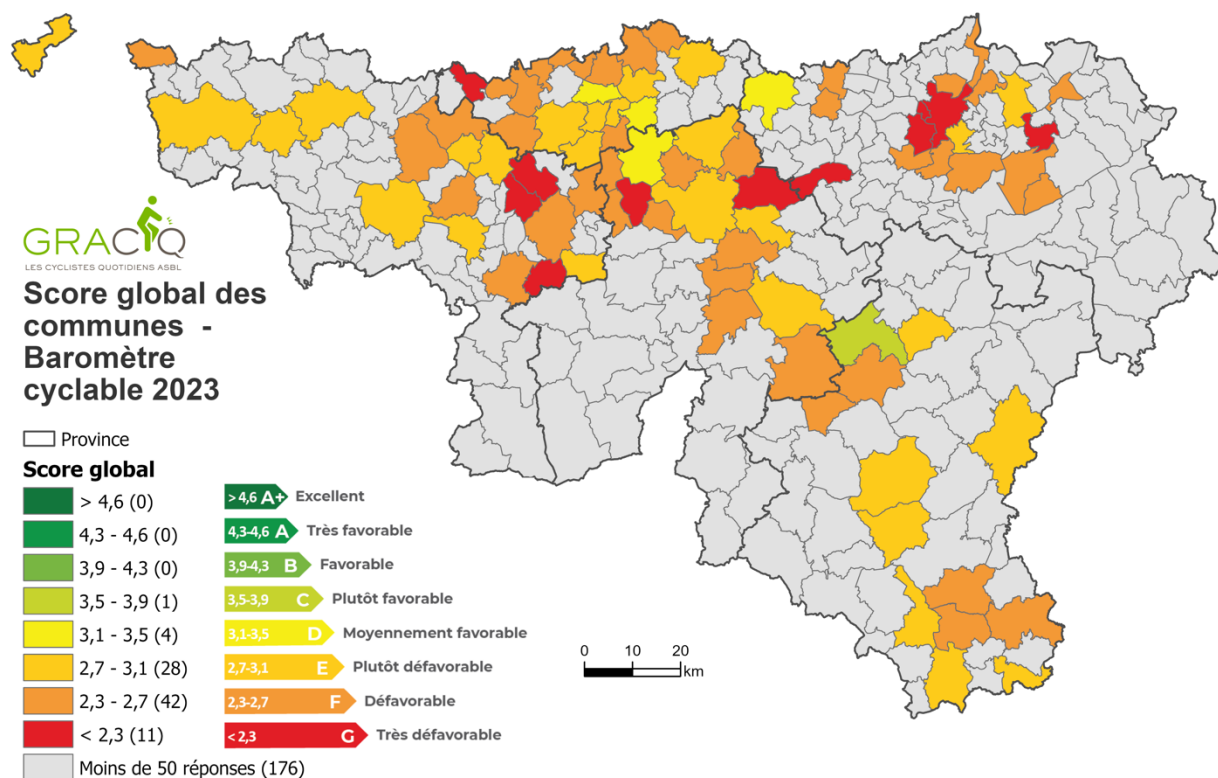 GRACQ
LES CYCLISTES QUOTIDIENS ASBL
Score global des
communes -
Baromètre
cyclable 2023
Province
Score global
> 4,6 (0)
4,3 - 4,6 (0)
3,9 - 4,3 (0)
3,5 - 3,9 (1)
3,1 - 3,5 (4)
2,7 - 3,1 (28)
2,3 - 2,7 (42)
< 2,3 (11)
Moins de 50 réponses (176)
> 4,6 A+ Excellent
4,3-4,6 A Très favorable
3,9-4,3 B Favorable
3,5-3,9 C Plutôt favorable
3,1-3,5 D Moyennement favorable
2,7-3,1 E Plutôt défavorable
2,3-2,7 F Défavorable
< 2,3 G Très défavorable
0 10 20
km